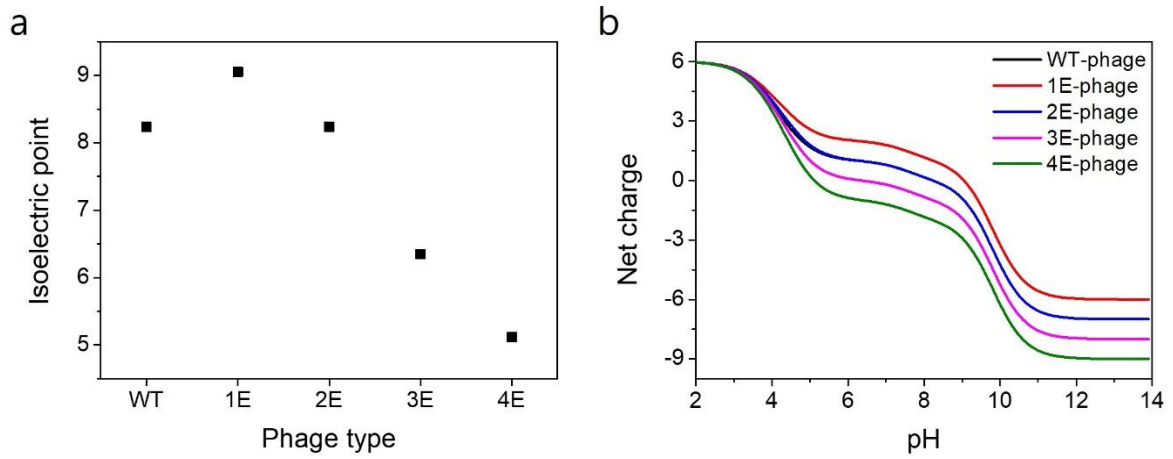 a
Isoelectric point
9
8
7
6
5
WT 1E 2E 3E 4E
Phage type
b
Net charge
6
3
0
-3
-6
-9
WT-phage
1E-phage
2E-phage
3E-phage
4E-phage
2 4 6 8 10 12 14
pH